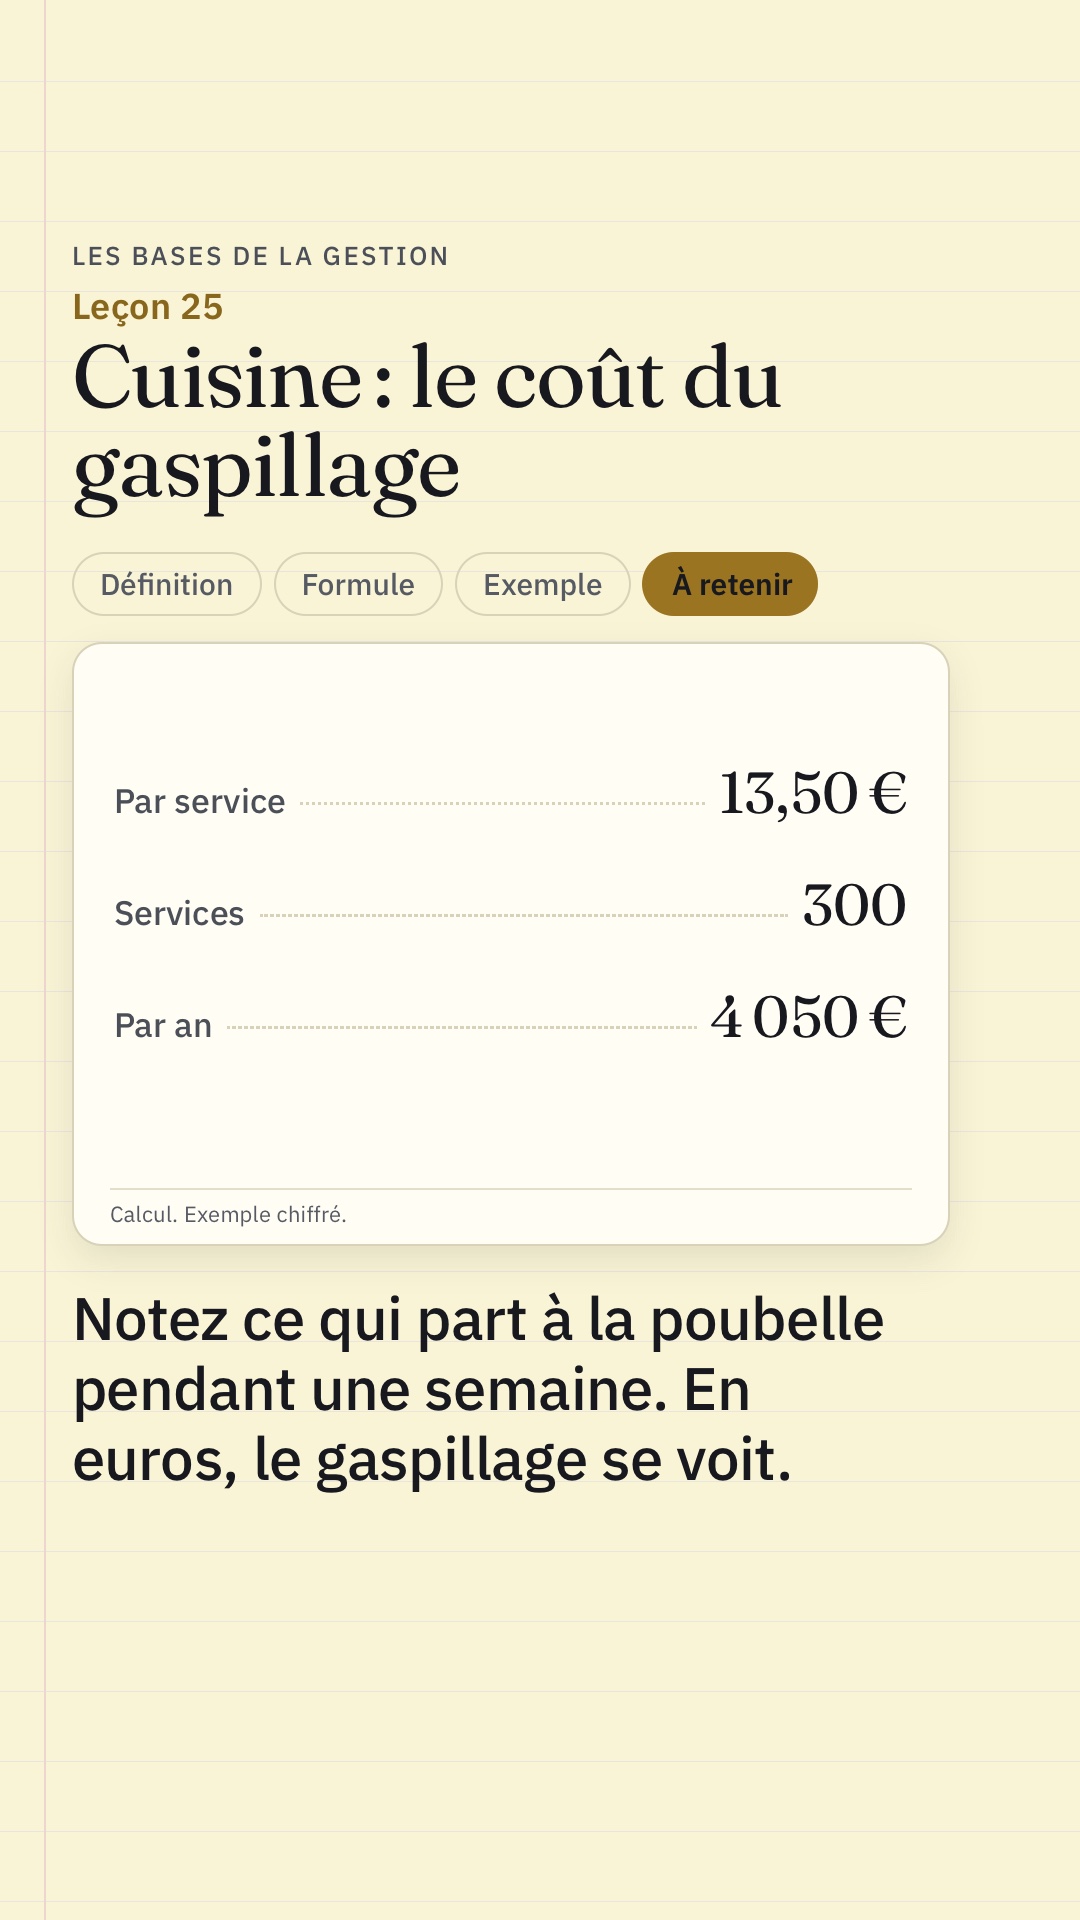 LES BASES DE LA GESTION
Leçon 25
Cuisine : le coût du
gaspillage
Définition Formule Exemple À retenir
Par service 13,50 €
Services 300
Par an 4 050 €
Calcul. Exemple chiffré.
Notez ce qui part à la poubelle
pendant une semaine. En
euros, le gaspillage se voit.